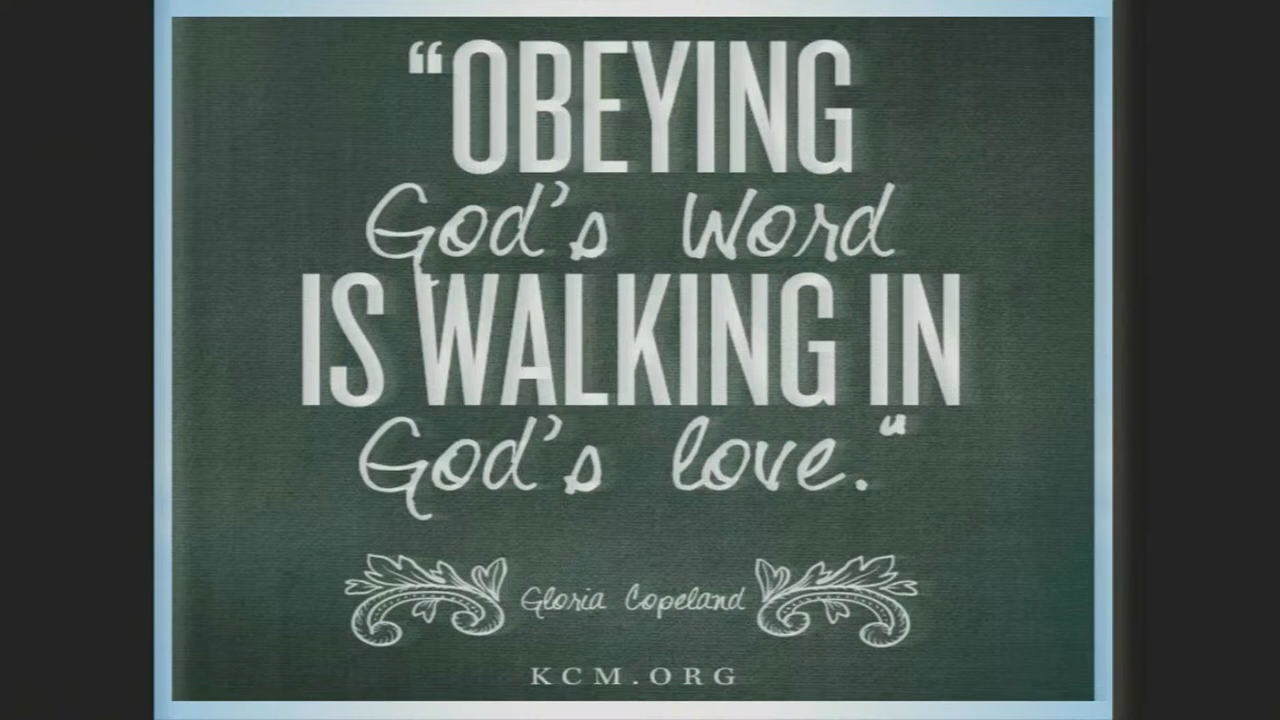 “OBEYING
God's Word
IS WALKING IN
God's love.“
Gloria Copeland
KCM.ORG